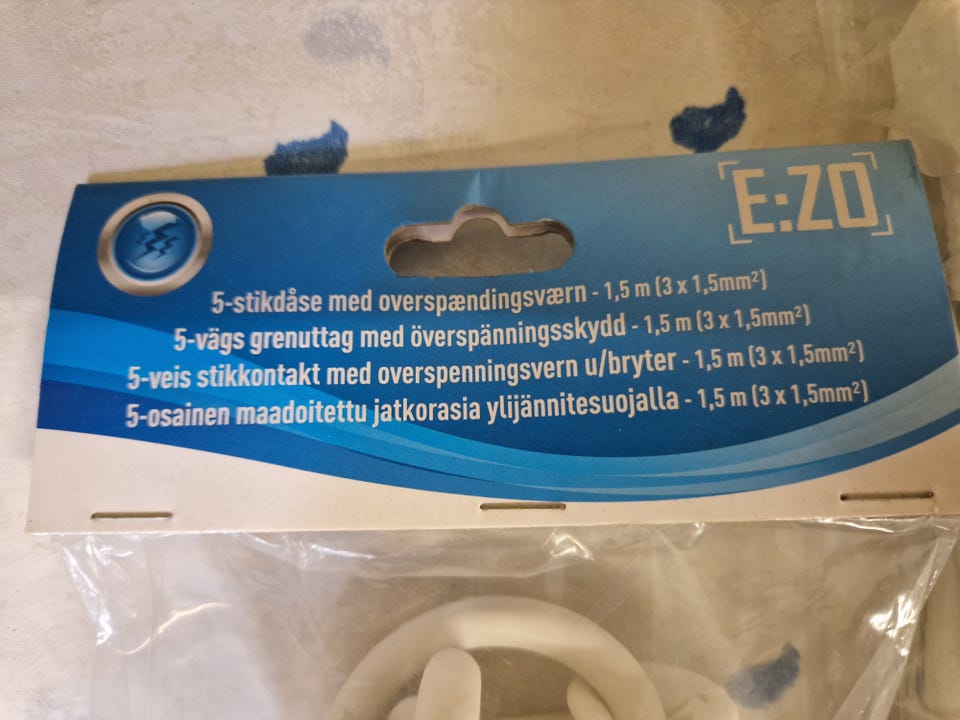 E:ZO
5-stikdåse med overspændingsværn - 1,5 m (3 x 1,5mm²)
5-vägs grenuttag med överspänningsskydd - 1,5 m (3 x 1,5mm²)
5-veis stikkontakt med overspenningsvern u/bryter - 1,5 m (3 x 1,5mm²)
5-osainen maadoitettu jatkorasia ylijännitesuojalla - 1,5 m (3 x 1,5mm²)